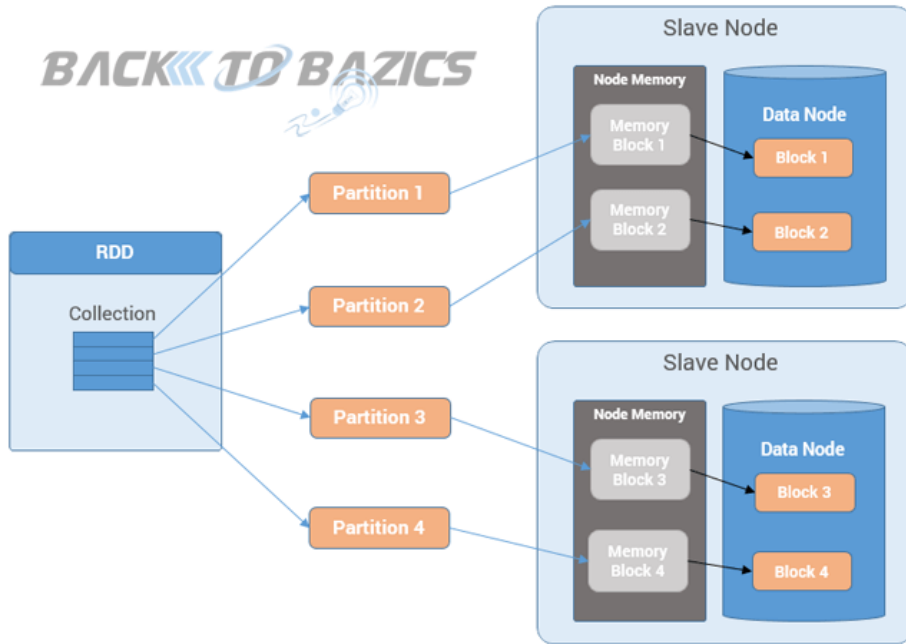 BACK TO BAZICS
RDD
Collection
Partition 1
Partition 2
Partition 3
Partition 4
Slave Node
Node Memory
Memory
Block 1
Memory
Block 2
Data Node
Block 1
Block 2
Slave Node
Node Memory
Memory
Block 3
Memory
Block 4
Data Node
Block 3
Block 4